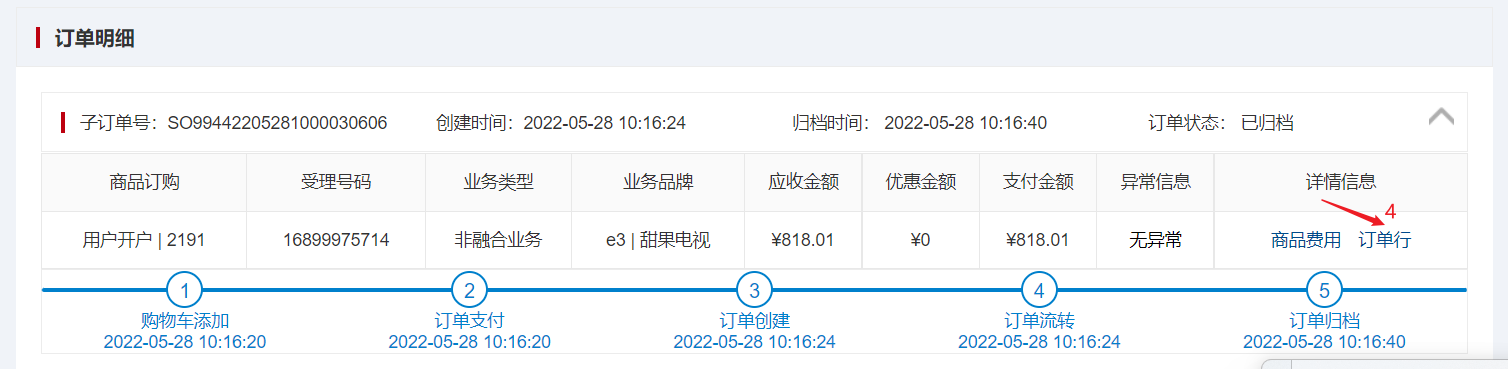 订单明细
子订单号：SO99442205281000030606 创建时间：2022-05-28 10:16:24 归档时间： 2022-05-28 10:16:40 订单状态： 已归档
商品订购 受理号码 业务类型 业务品牌 应收金额 优惠金额 支付金额 异常信息 详情信息
4
用户开户 | 2191 16899975714 非融合业务 e3 | 甜果电视 ¥818.01 ¥0 ¥818.01 无异常 商品费用 订单行
1 2 3 4 5
购物车添加 订单支付 订单创建 订单流转 订单归档
2022-05-28 10:16:20 2022-05-28 10:16:20 2022-05-28 10:16:24 2022-05-28 10:16:24 2022-05-28 10:16:40